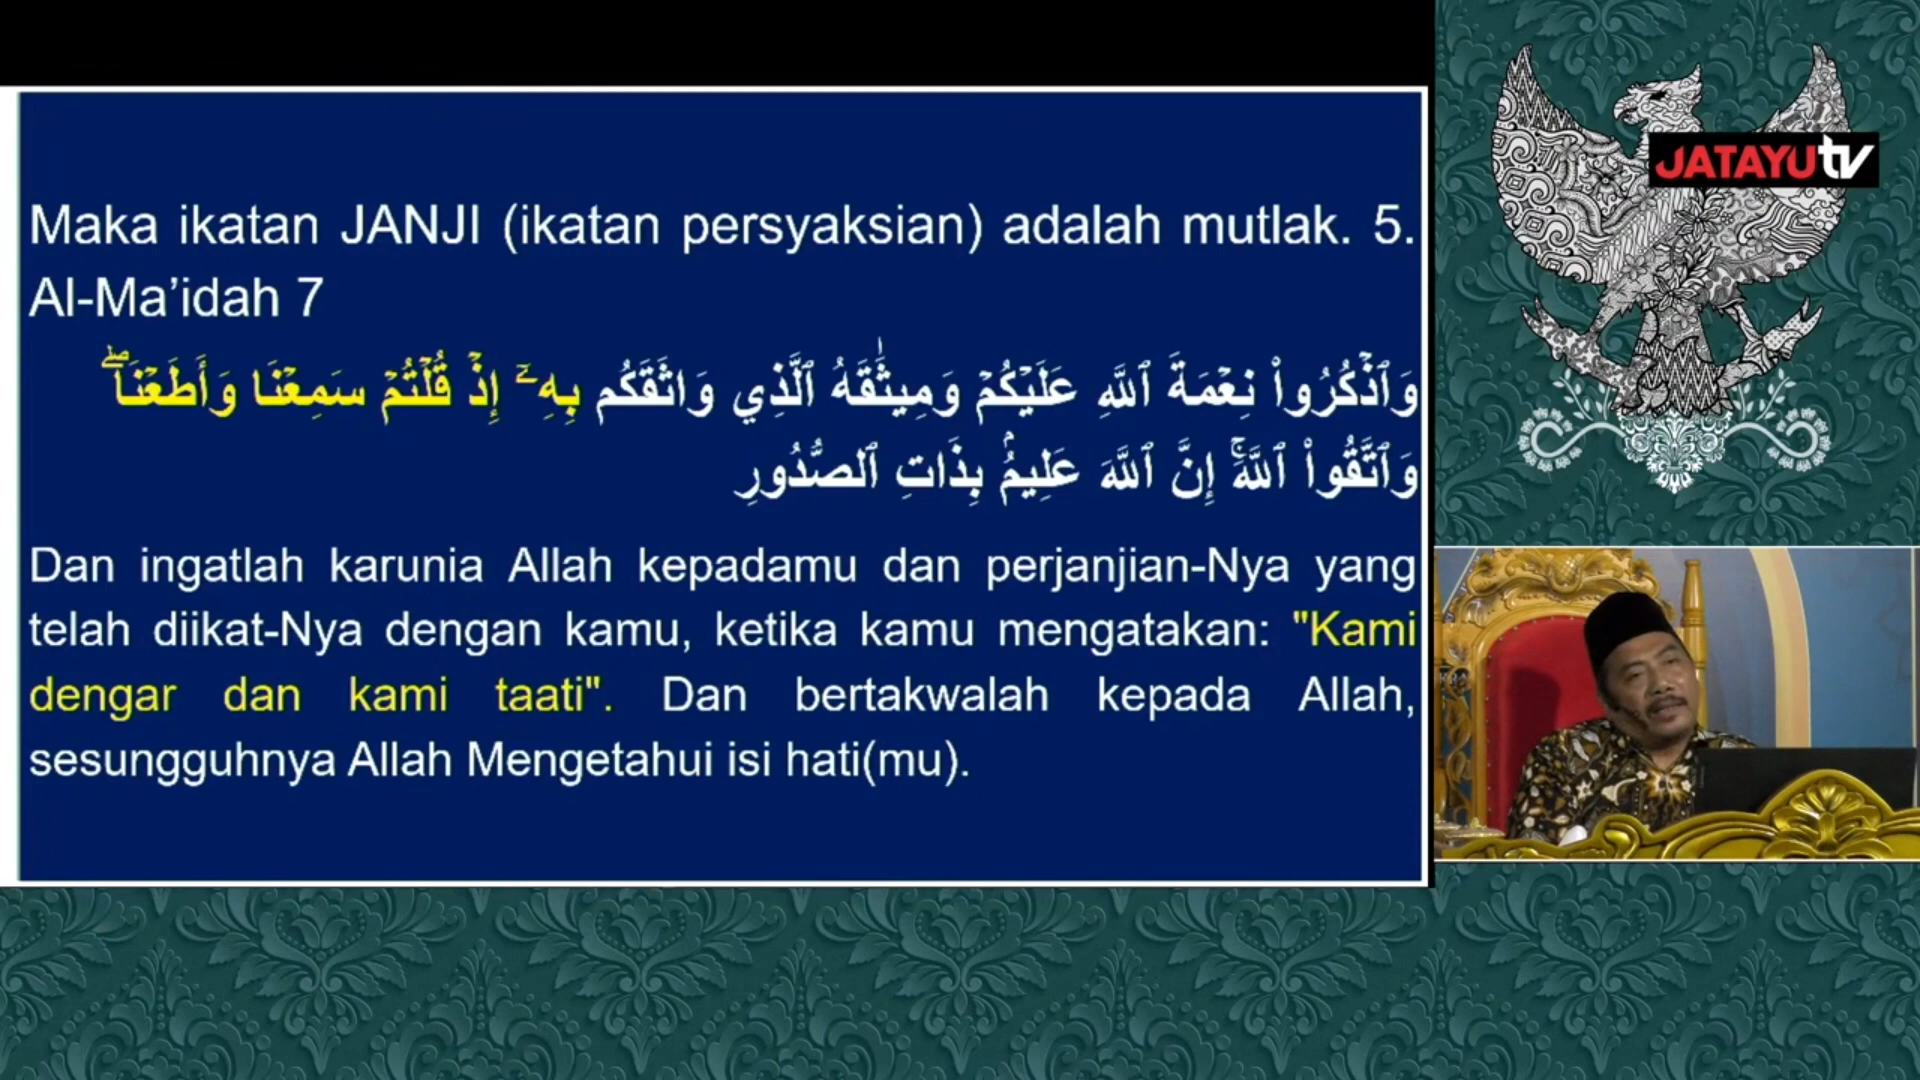 JATAYUtv
Maka ikatan JANJI (ikatan persyaksian) adalah mutlak. 5.
Al-Ma’idah 7
وَٱذْكُرُوا۟ نِعْمَةَ ٱللَّهِ عَلَيْكُمْ وَمِيثَٰقَهُ ٱلَّذِي وَاثَقَكُم بِهِۦٓ إِذْ قُلْتُمْ سَمِعْنَا وَأَطَعْنَاۖ
وَٱتَّقُوا۟ ٱللَّهَۚ إِنَّ ٱللَّهَ عَلِيمُۢ بِذَاتِ ٱلصُّدُورِ
Dan ingatlah karunia Allah kepadamu dan perjanjian-Nya yang
telah diikat-Nya dengan kamu, ketika kamu mengatakan: "Kami
dengar dan kami taati". Dan bertakwalah kepada Allah,
sesungguhnya Allah Mengetahui isi hati(mu).